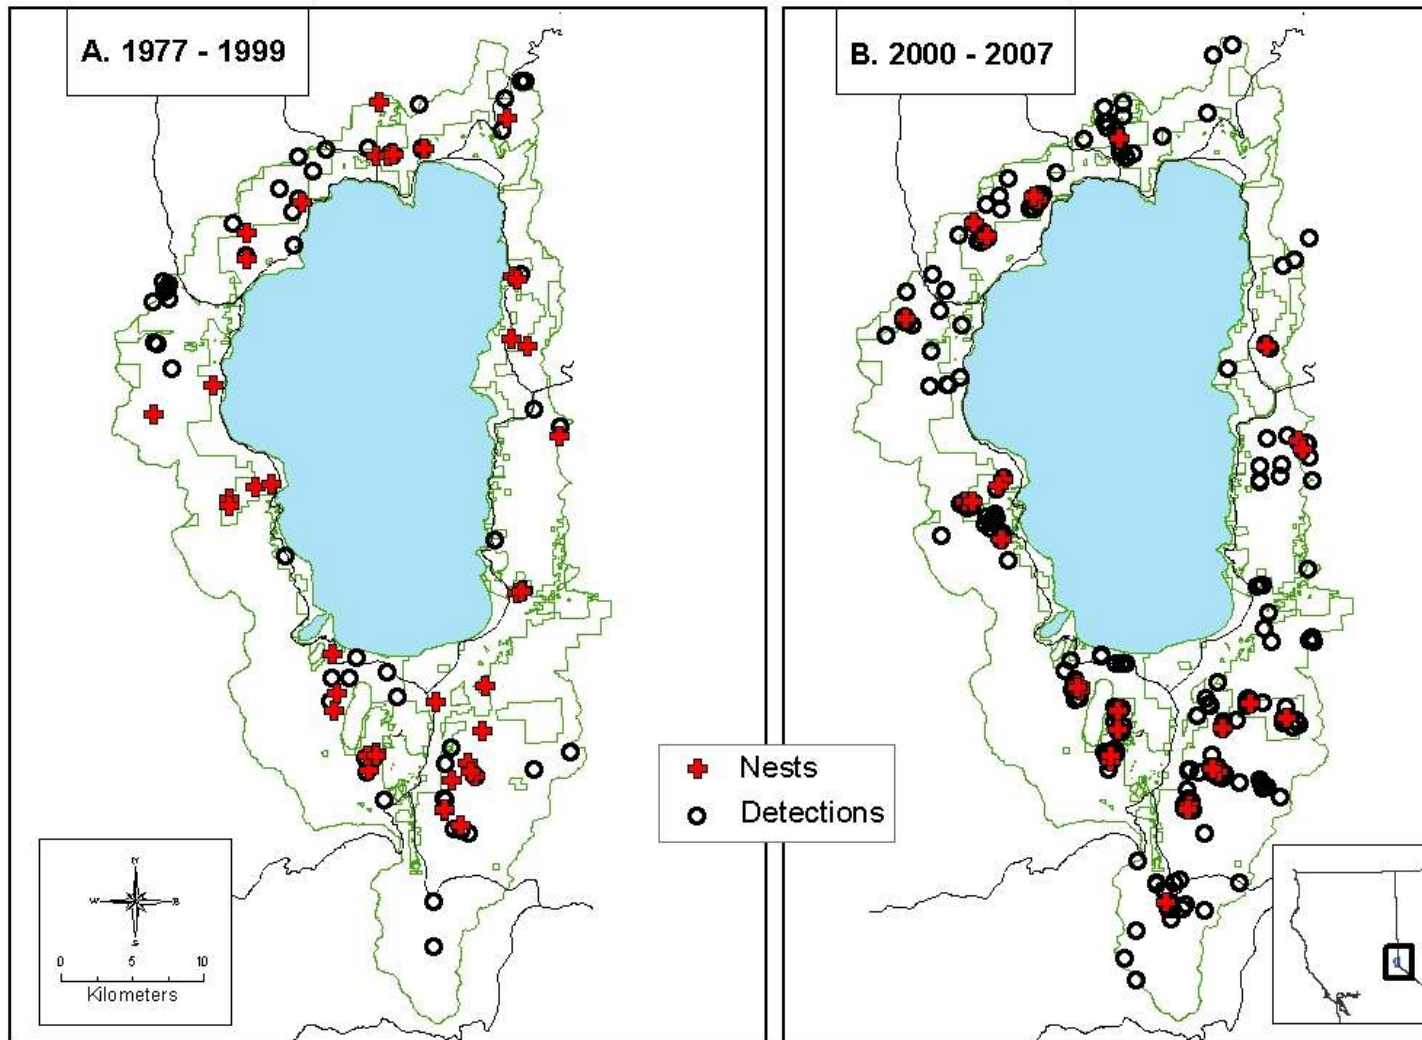 A. 1977 - 1999
B. 2000 - 2007
Nests
Detections
N
W
E
S
0 5 10
Kilometers